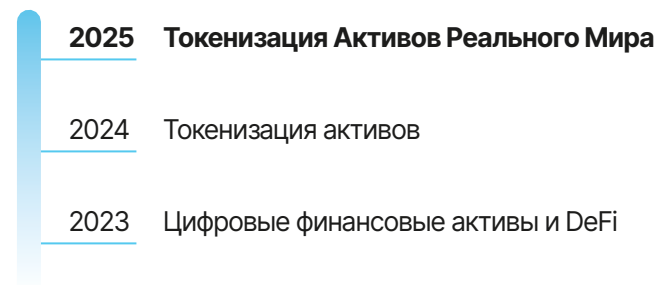 2025 Токенизация Активов Реального Мира
2024 Токенизация активов
2023 Цифровые финансовые активы и DeFi